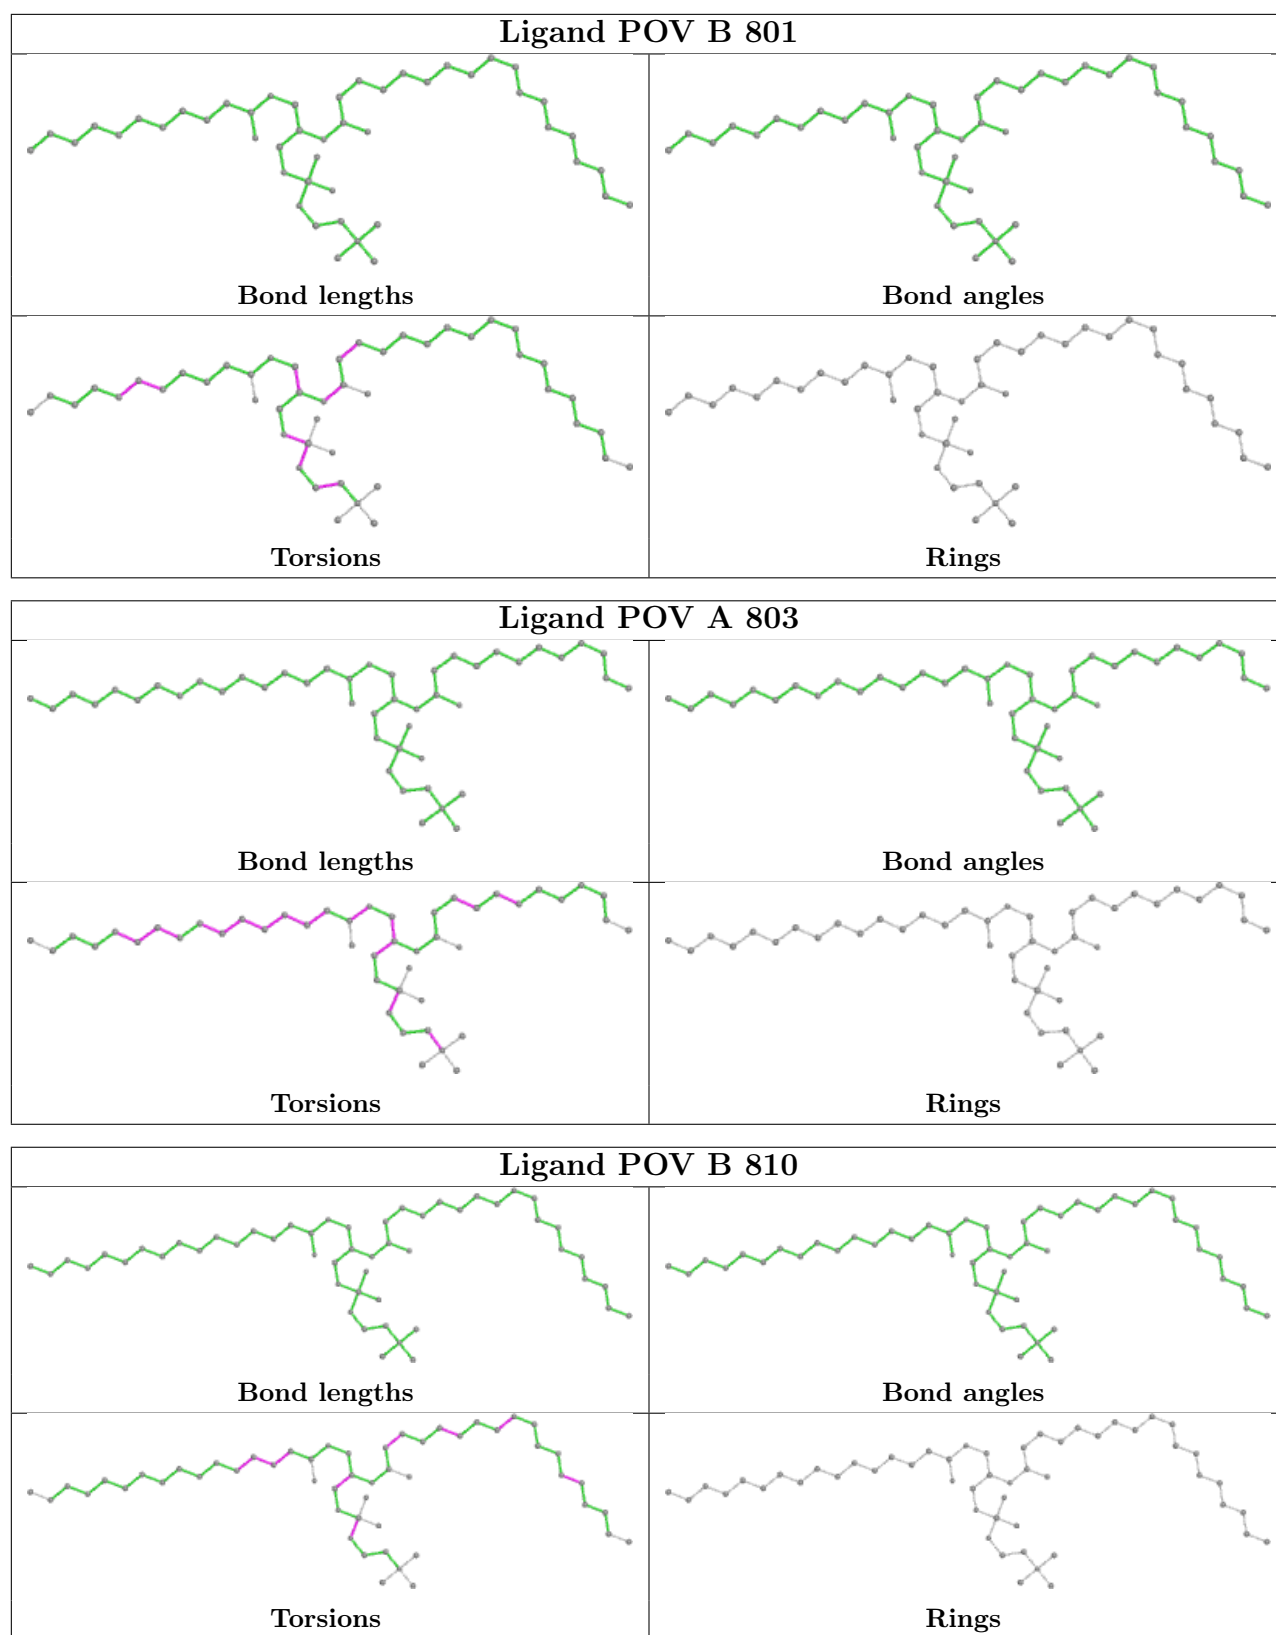 Ligand POV B 801
Bond lengths
Bond angles
Torsions
Rings
Ligand POV A 803
Bond lengths
Bond angles
Torsions
Rings
Ligand POV B 810
Bond lengths
Bond angles
Torsions
Rings